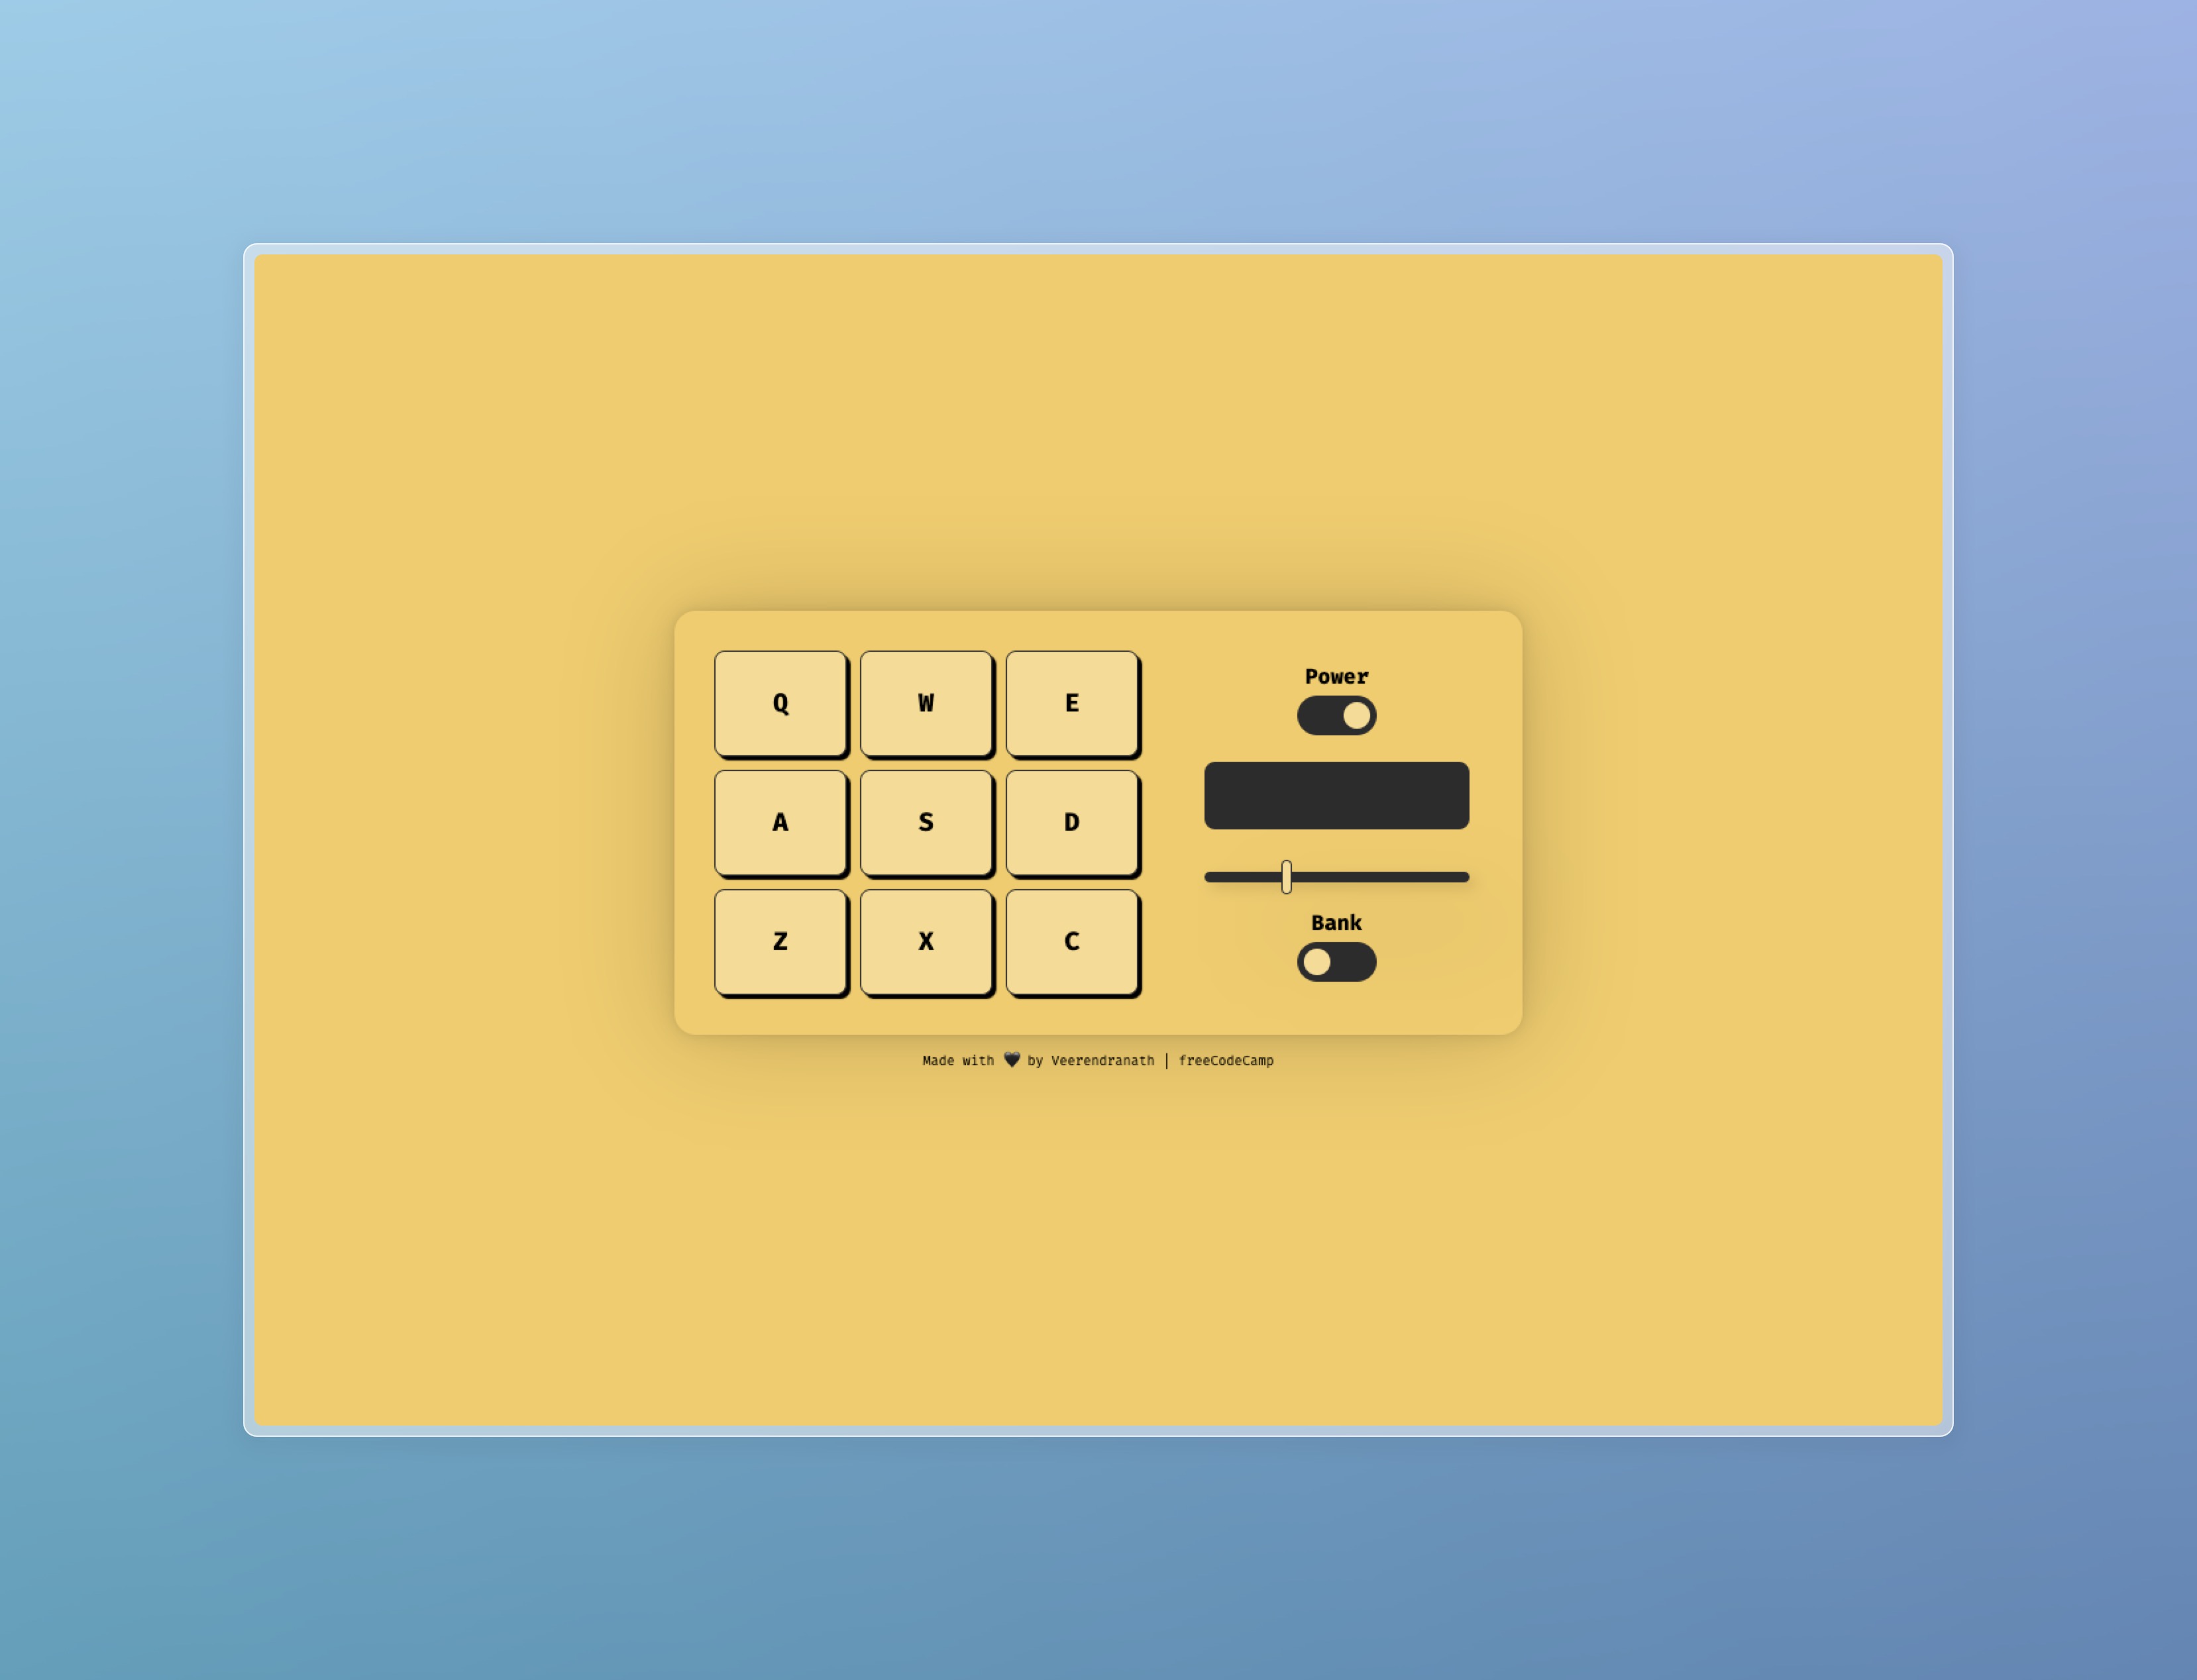 Q W E
Power
A S D
Bank
Z X C
Made with 🖤 by Veerendranath | freeCodeCamp